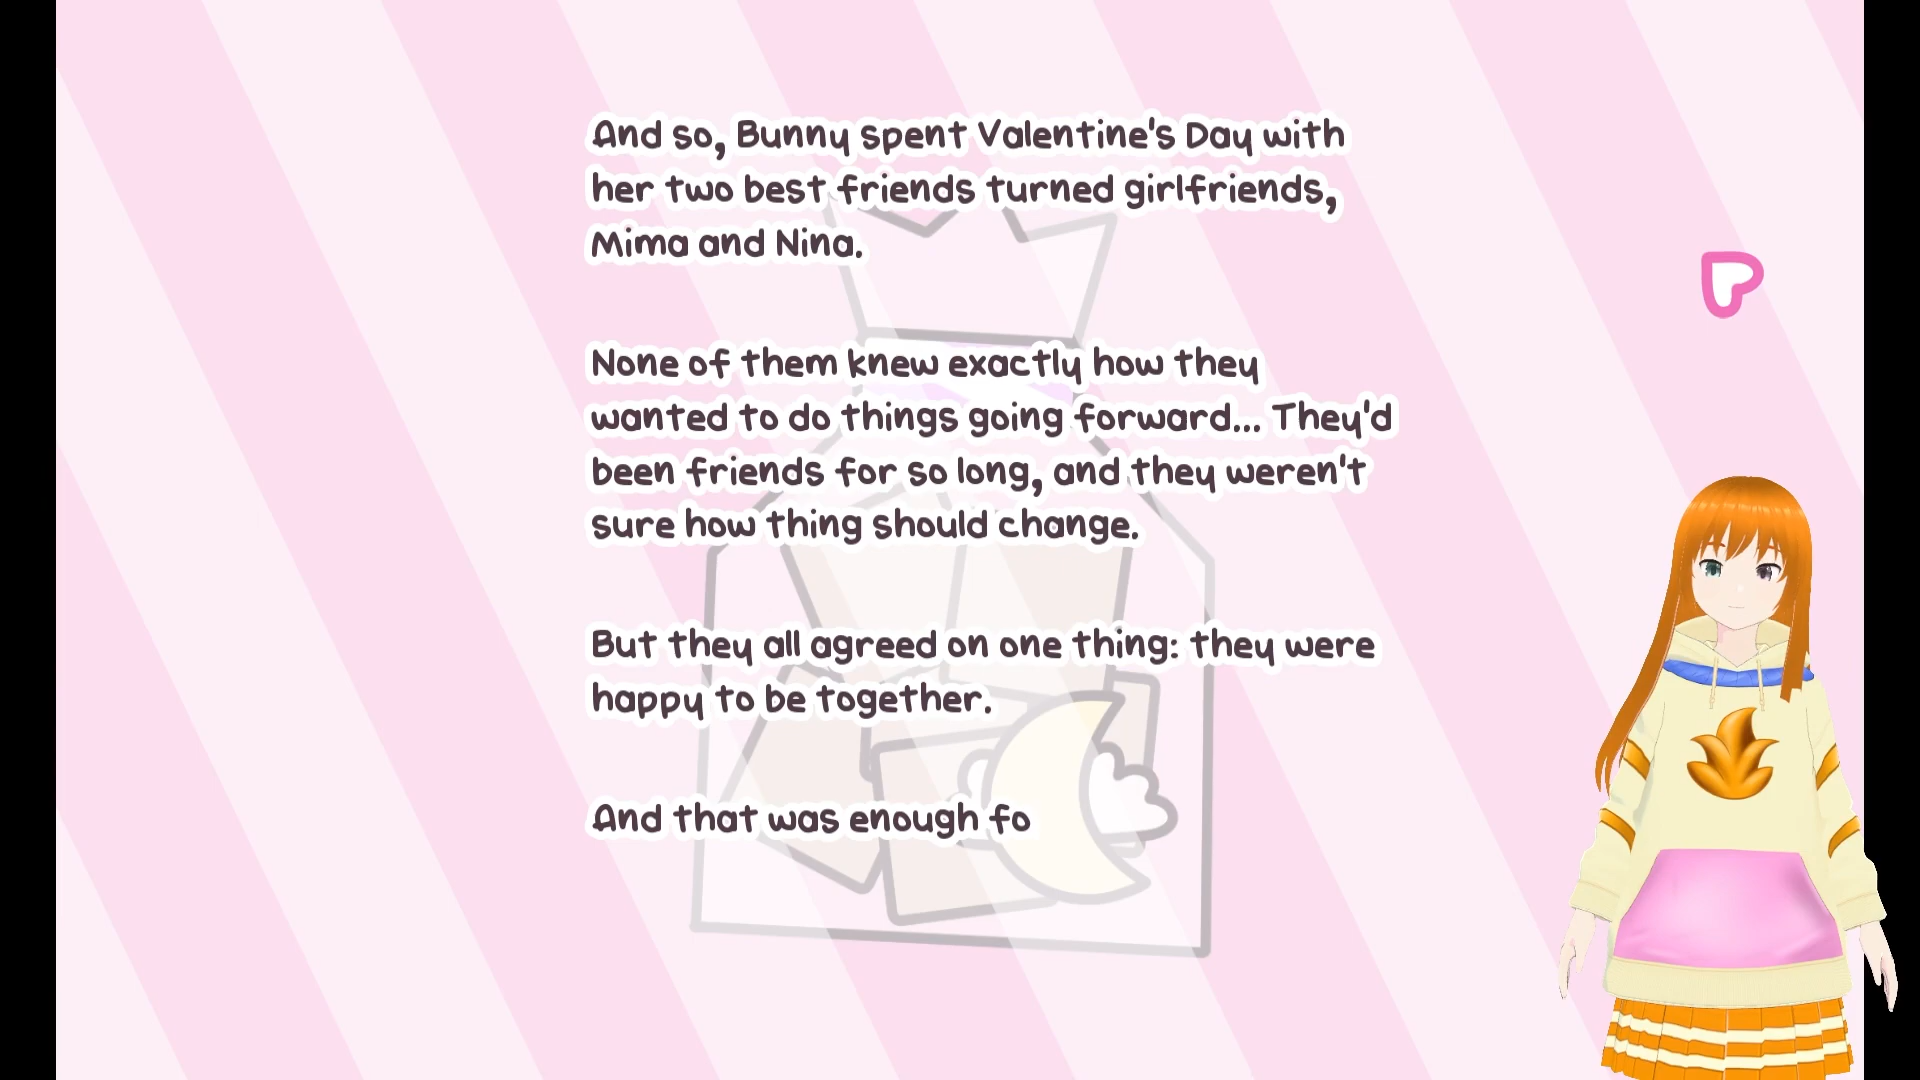 And so, Bunny spent Valentine's Day with
her two best friends turned girlfriends,
Mima and Nina.
None of them knew exactly how they
wanted to do things going forward... They'd
been friends for so long, and they weren't
sure how thing should change.
But they all agreed on one thing: they were
happy to be together.
And that was enough fo